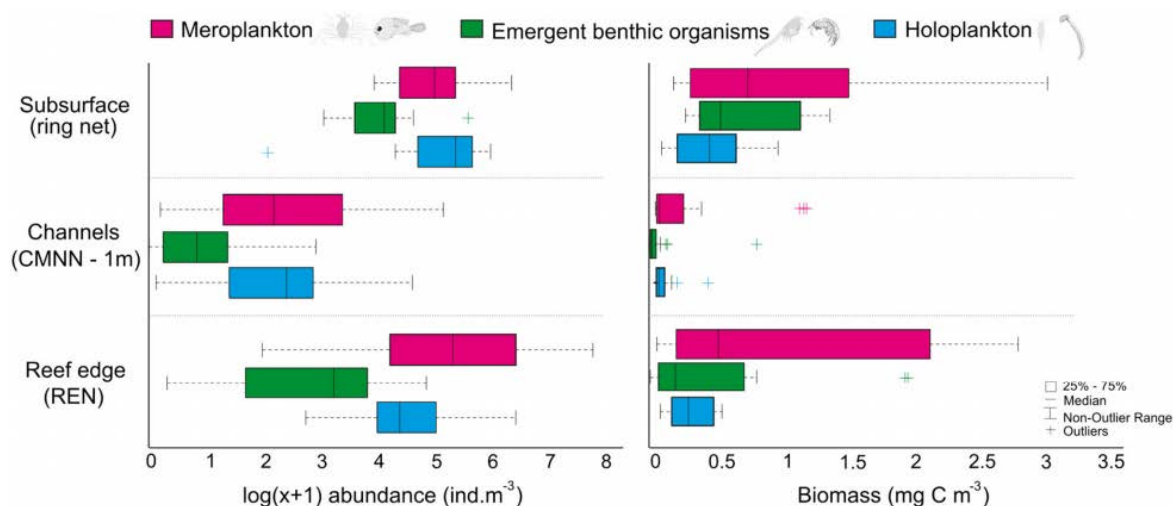 Meroplankton
Emergent benthic organisms
Holoplankton
Subsurface
(ring net)
Channels
(CMNN - 1m)
Reef edge
(REN)
25% - 75%
Median
Non-Outlier Range
Outliers
0 1 2 3 4 5 6 7 8
0 0.5 1 1.5 2 2.5 3 3.5
log(x+1) abundance (ind.m-3)
Biomass (mg C m-3)